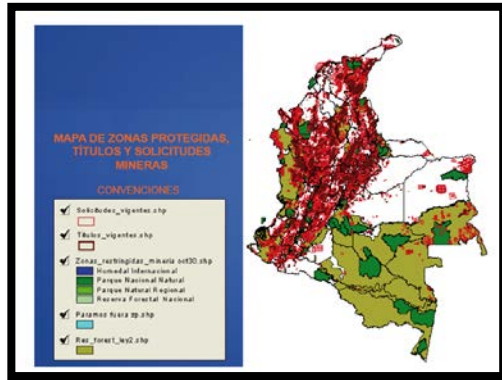 MAPA DE ZONAS PROTEGIDAS,
TÍTULOS Y SOLICITUDES
MINERAS
CONVENCIONES
Solicitudes_vigentes.shp
Títulos_vigentes.shp
Zonas_restringidas_mineria oct30.shp
Humedal Internacional
Parque Nacional Natural
Parque Natural Regional
Reserva Forestal Nacional
Paramos fuera zp.shp
Res_forest_ley2.shp